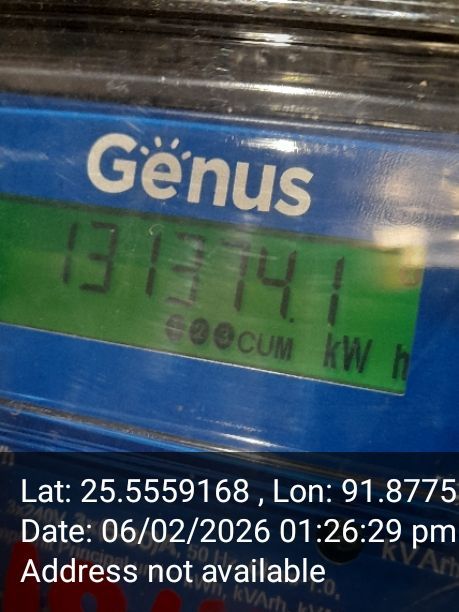 Genus
131374.1
CUM kW h
Lat: 25.5559168 , Lon: 91.8775
Date: 06/02/2026 01:26:29 pm
KVArh
Address not available